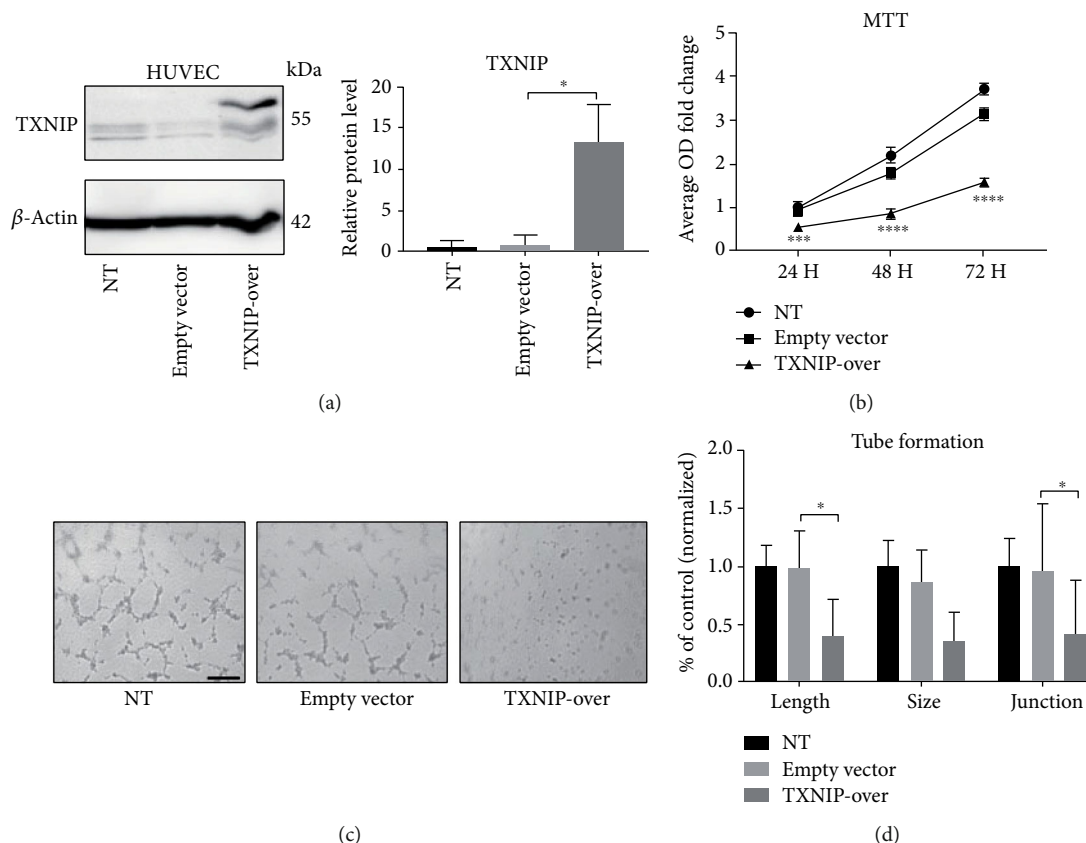 HUVEC
kDa
TXNIP
55
β-Actin
42
NT
Empty vector
TXNIP-over
TXNIP
*
Relative protein level
20
15
10
5
0
NT
Empty vector
TXNIP-over
(a)
MTT
Average OD fold change
5
4
3
2
1
0
***
****
****
24 H
48 H
72 H
NT
Empty vector
TXNIP-over
(b)
NT
Empty vector
TXNIP-over
(c)
Tube formation
% of control (normalized)
2.0
1.5
1.0
0.5
0.0
*
*
Length
Size
Junction
NT
Empty vector
TXNIP-over
(d)